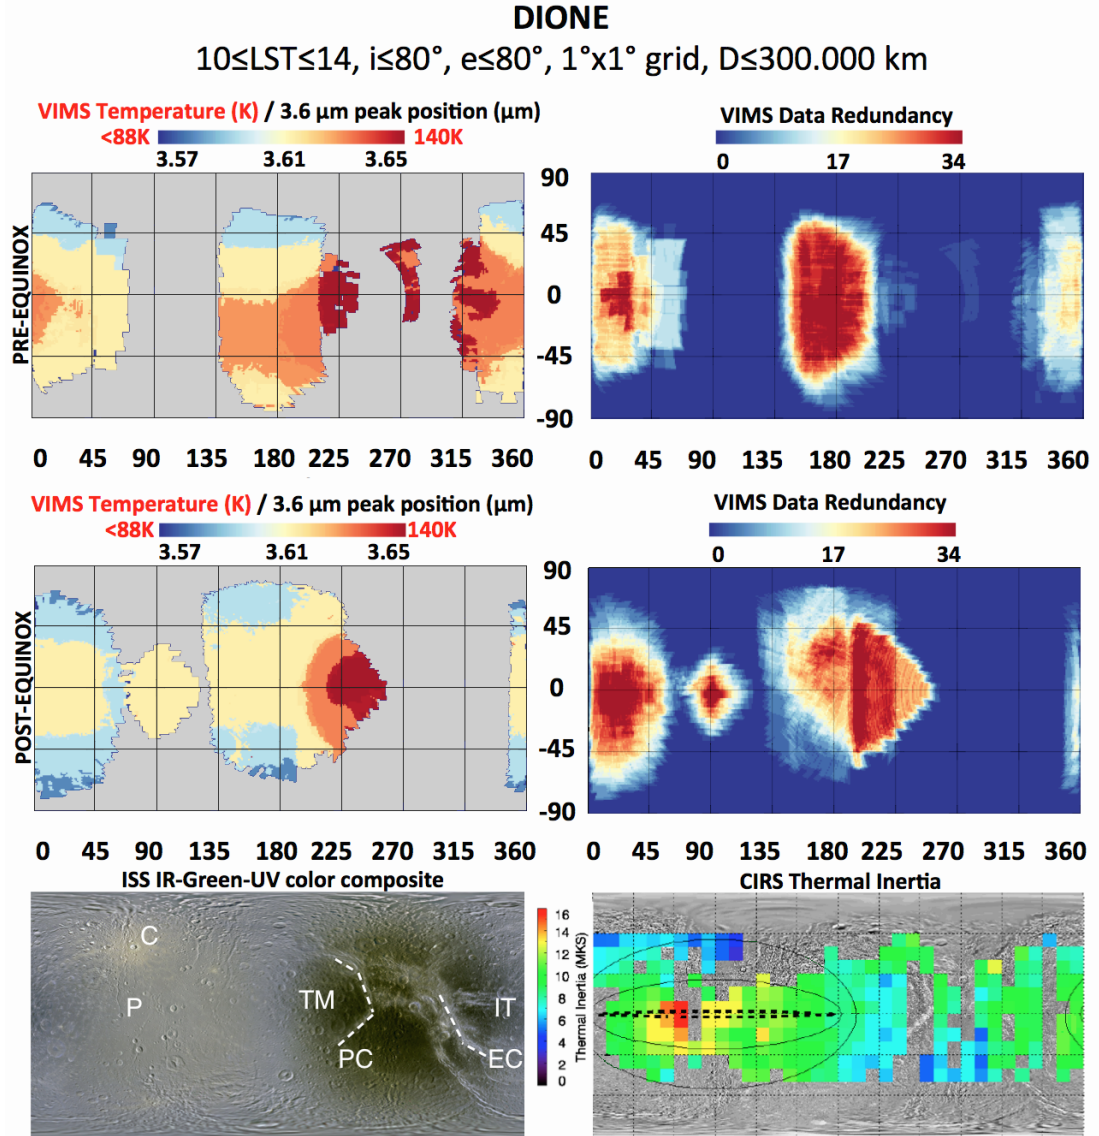 DIONE
10≤LST≤14, i≤80°, e≤80°, 1°x1° grid, D≤300.000 km
VIMS Temperature (K) / 3.6 µm peak position (µm)
<88K 140K
3.57 3.61 3.65
VIMS Data Redundancy
0 17 34
PRE-EQUINOX
90
45
0
-45
-90
0 45 90 135 180 225 270 315 360
0 45 90 135 180 225 270 315 360
VIMS Temperature (K) / 3.6 µm peak position (µm)
<88K 140K
3.57 3.61 3.65
VIMS Data Redundancy
0 17 34
POST-EQUINOX
90
45
0
-45
-90
0 45 90 135 180 225 270 315 360
0 45 90 135 180 225 270 315 360
ISS IR-Green-UV color composite
C
P
TM
PC
IT
EC
CIRS Thermal Inertia
16
14
12
10
8
6
4
2
0
Thermal Inertia (MKS)